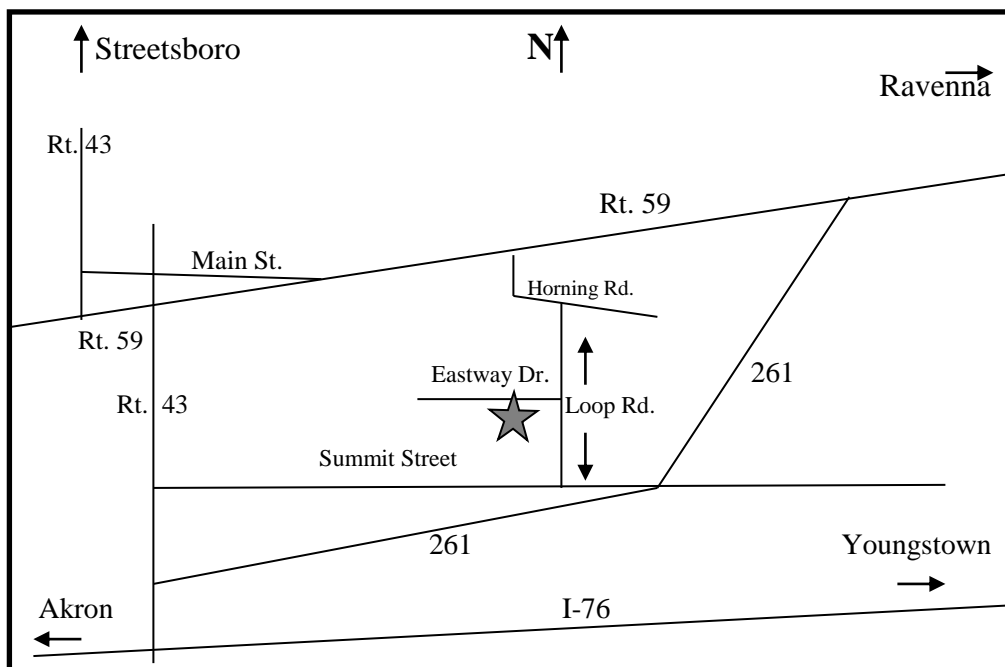 Streetsboro
N
Ravenna
Rt. 43
Rt. 59
Main St.
Horning Rd.
Rt. 59
Eastway Dr.
261
Rt. 43
Loop Rd.
Summit Street
261
Youngstown
Akron
I-76